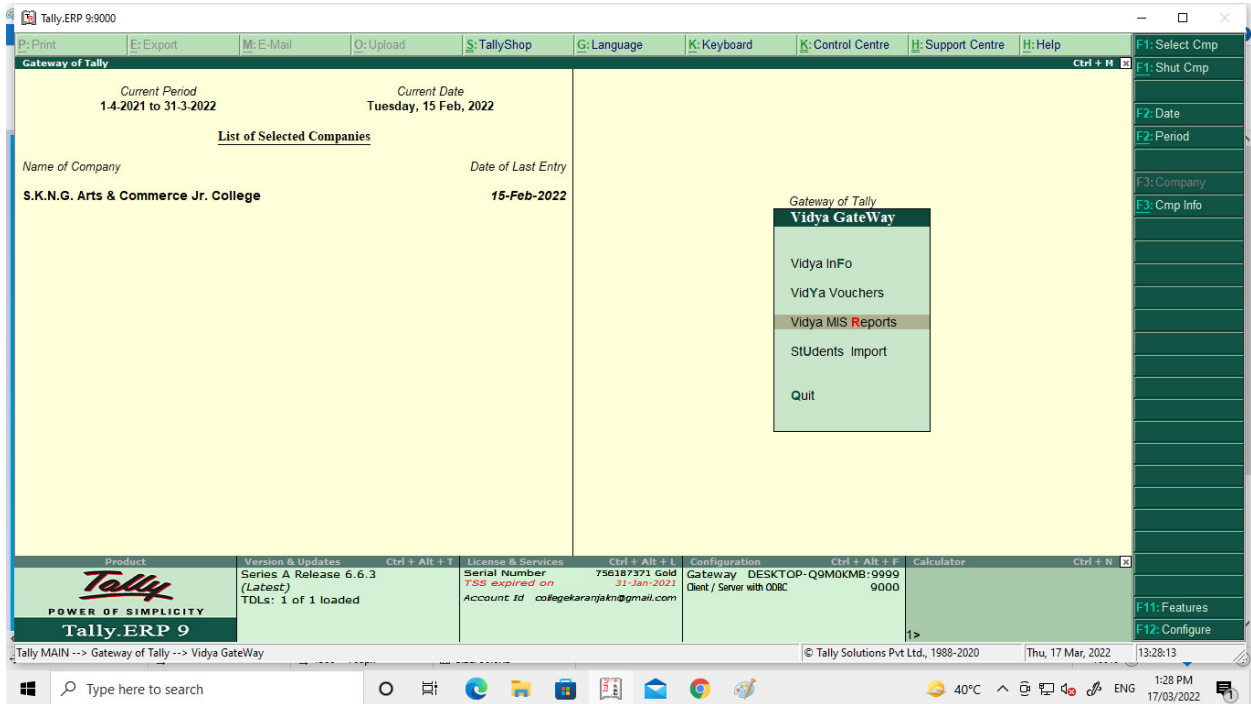 Tally.ERP 9:9000
P: Print E: Export M: E-Mail O: Upload S: TallyShop G: Language K: Keyboard K: Control Centre H: Support Centre H: Help
Gateway of Tally Ctrl + M
Current Period Current Date
1-4-2021 to 31-3-2022 Tuesday, 15 Feb, 2022
List of Selected Companies
Name of Company Date of Last Entry
S.K.N.G. Arts & Commerce Jr. College 15-Feb-2022
Gateway of Tally
Vidya GateWay
Vidya InFo
VidYa Vouchers
Vidya MIS Reports
StUdents Import
Quit
F1: Select Cmp
F1: Shut Cmp
F2: Date
F2: Period
F3: Company
F3: Cmp Info
F11: Features
F12: Configure
Product
Tally
POWER OF SIMPLICITY
Tally.ERP 9
Version & Updates Ctrl + Alt + T
Series A Release 6.6.3
(Latest)
TDLs: 1 of 1 loaded
License & Services Ctrl + Alt + L
Serial Number 756187371 Gold
TSS expired on 31-Jan-2021
Account Id collegekaranjakn@gmail.com
Configuration Ctrl + Alt + F
Gateway DESKTOP-Q9M0KMB:9999
Client / Server with ODBC 9000
Calculator Ctrl + N
1>
Tally MAIN --> Gateway of Tally --> Vidya GateWay © Tally Solutions Pvt Ltd., 1988-2020 Thu, 17 Mar, 2022 13:28:13
Type here to search 40°C ENG 1:28 PM
17/03/2022
1